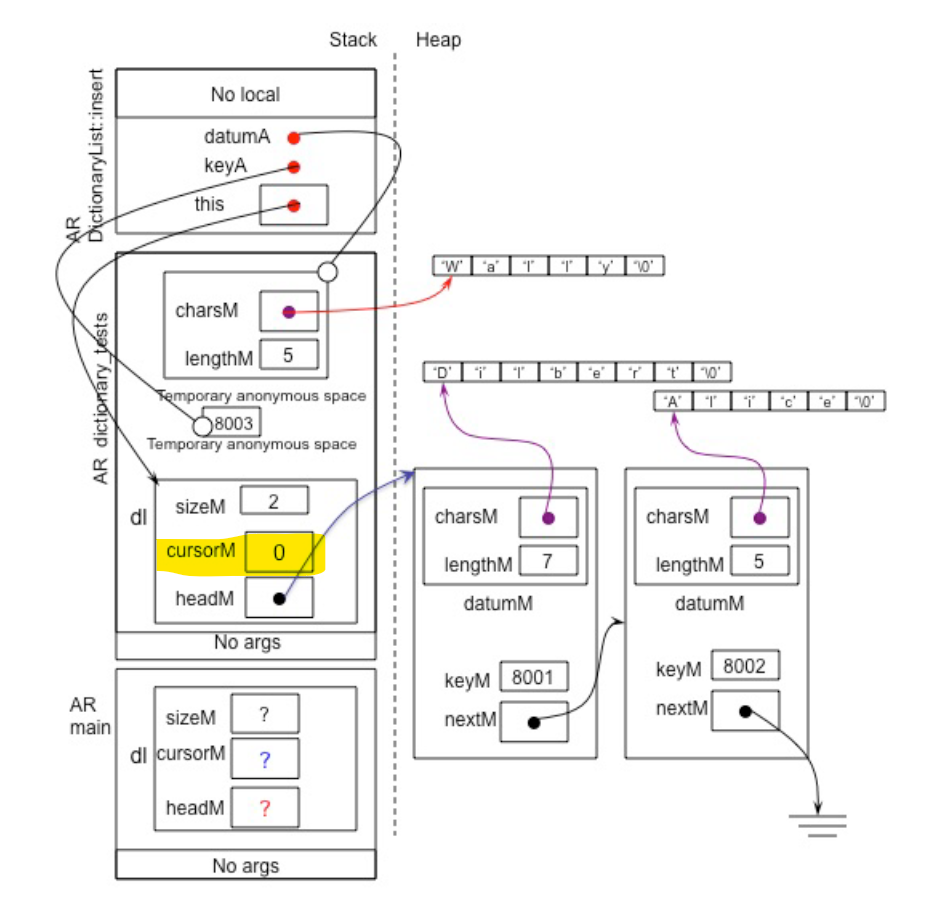 Stack
Heap
AR
DictionaryList::insert
No local
datumA
keyA
this
AR dictionary_tests
charsM
lengthM 5
Temporary anonymous space
8003
Temporary anonymous space
dl
sizeM 2
cursorM 0
headM
No args
AR
main
dl
sizeM ?
cursorM ?
headM ?
No args
'W' 'a' 'l' 'l' 'y' '\0'
'D' 'i' 'l' 'b' 'e' 'r' 't' '\0'
'A' 'l' 'i' 'c' 'e' '\0'
charsM
lengthM 7
datumM
keyM 8001
nextM
charsM
lengthM 5
datumM
keyM 8002
nextM